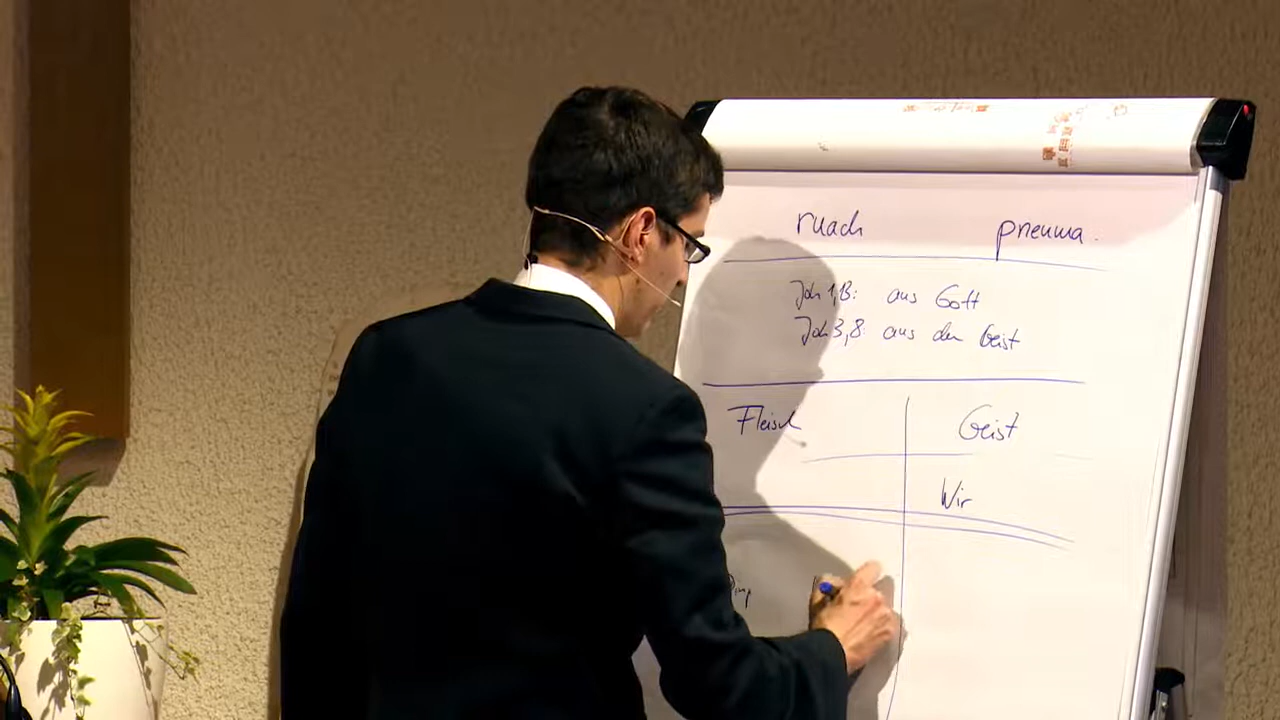 ruach pneuma.
Joh 1,13: aus Gott
Joh 3,8: aus dem Geist
Fleisch Geist
Wir